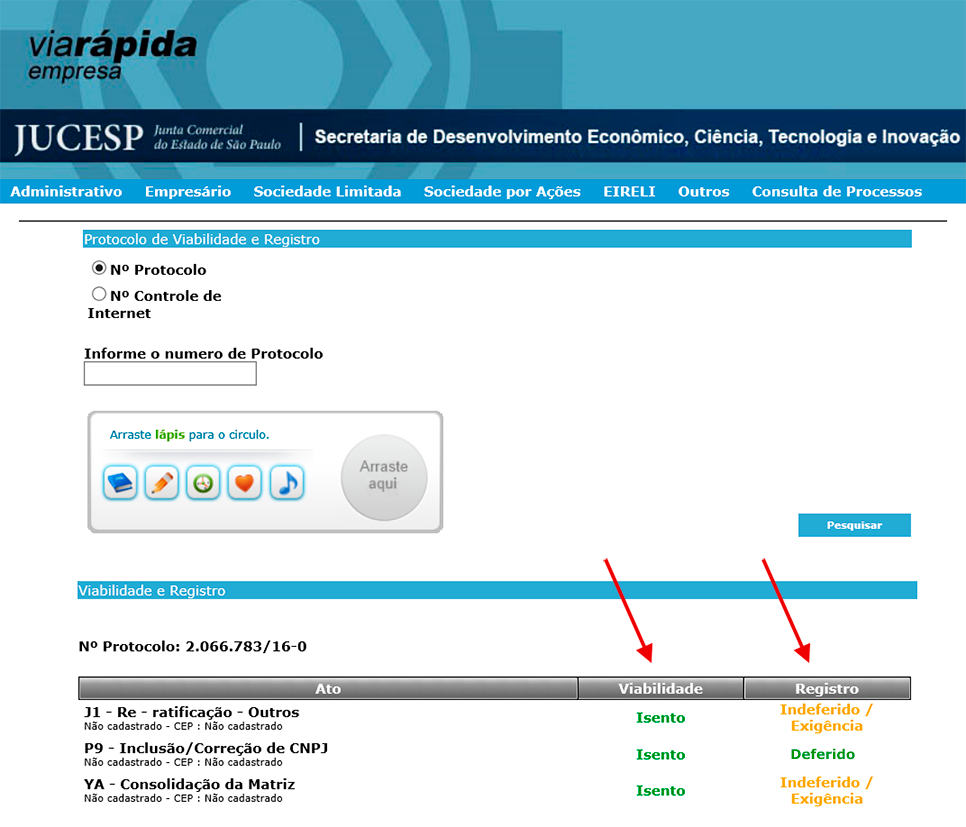 viarápida
empresa
JUCESP Junta Comercial do Estado de São Paulo Secretaria de Desenvolvimento Econômico, Ciência, Tecnologia e Inovação
Administrativo Empresário Sociedade Limitada Sociedade por Ações EIRELI Outros Consulta de Processos
Protocolo de Viabilidade e Registro
Nº Protocolo
Nº Controle de
Internet
Informe o numero de Protocolo
Arraste lápis para o circulo.
Arraste
aqui
Pesquisar
Viabilidade e Registro
Nº Protocolo: 2.066.783/16-0
Ato Viabilidade Registro
J1 - Re - ratificação - Outros
Não cadastrado - CEP : Não cadastrado
Isento
Indeferido /
Exigência
P9 - Inclusão/Correção de CNPJ
Não cadastrado - CEP : Não cadastrado
Isento
Deferido
YA - Consolidação da Matriz
Não cadastrado - CEP : Não cadastrado
Isento
Indeferido /
Exigência